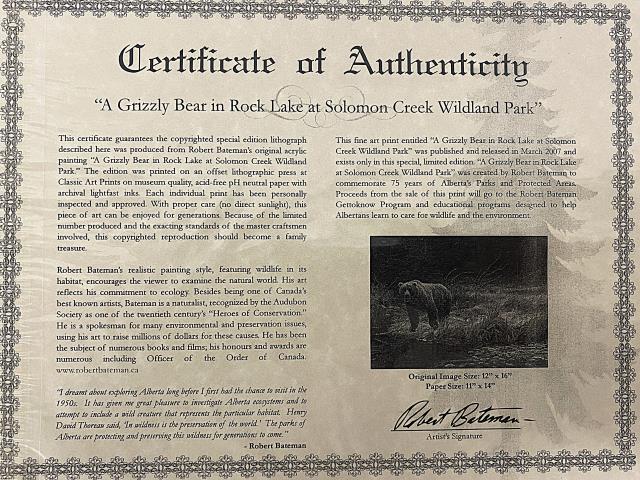 Certificate of Authenticity
"A Grizzly Bear in Rock Lake at Solomon Creek Wildland Park"
This certificate guarantees the copyrighted special edition lithograph
described here was produced from Robert Bateman's original acrylic
painting "A Grizzly Bear in Rock Lake at Solomon Creek Wildland
Park." The edition was printed on an offset lithographic press at
Classic Art Prints on museum quality, acid-free pH neutral paper with
archival lightfast inks. Each individual print has been personally
inspected and approved. With proper care (no direct sunlight), this
piece of art can be enjoyed for generations. Because of the limited
number produced and the exacting standards of the master craftsmen
involved, this copyrighted reproduction should become a family
treasure.
Robert Bateman's realistic painting style, featuring wildlife in its
habitat, encourages the viewer to examine the natural world. His art
reflects his commitment to ecology. Besides being one of Canada's
best known artists, Bateman is a naturalist, recognized by the Audubon
Society as one of the twentieth century's "Heroes of Conservation."
He is a spokesman for many environmental and preservation issues,
using his art to raise millions of dollars for these causes. He has been
the subject of numerous books and films; his honours and awards are
numerous including Officer of the Order of Canada.
www.robertbateman.ca
"I dreamt about exploring Alberta long before I first had the chance to visit in the
1950s. It has given me great pleasure to investigate Alberta ecosystems and to
attempt to include a wild creature that represents the particular habitat. Henry
David Thoreau said, 'In wildness is the preservation of the world.' The parks of
Alberta are protecting and preserving this wildness for generations to come."
- Robert Bateman
This fine art print entitled "A Grizzly Bear in Rock Lake at Solomon
Creek Wildland Park" was published and released in March 2007 and
exists only in this special, limited edition. "A Grizzly Bear in Rock Lake
at Solomon Creek Wildland Park" was created by Robert Bateman to
commemorate 75 years of Alberta's Parks and Protected Areas.
Proceeds from the sale of this print will go to the Robert Bateman
Gettoknow Program and educational programs designed to help
Albertans learn to care for wildlife and the environment.
Original Image Size: 12" x 16"
Paper Size: 11" x 14"
Robert Bateman
Artist's Signature